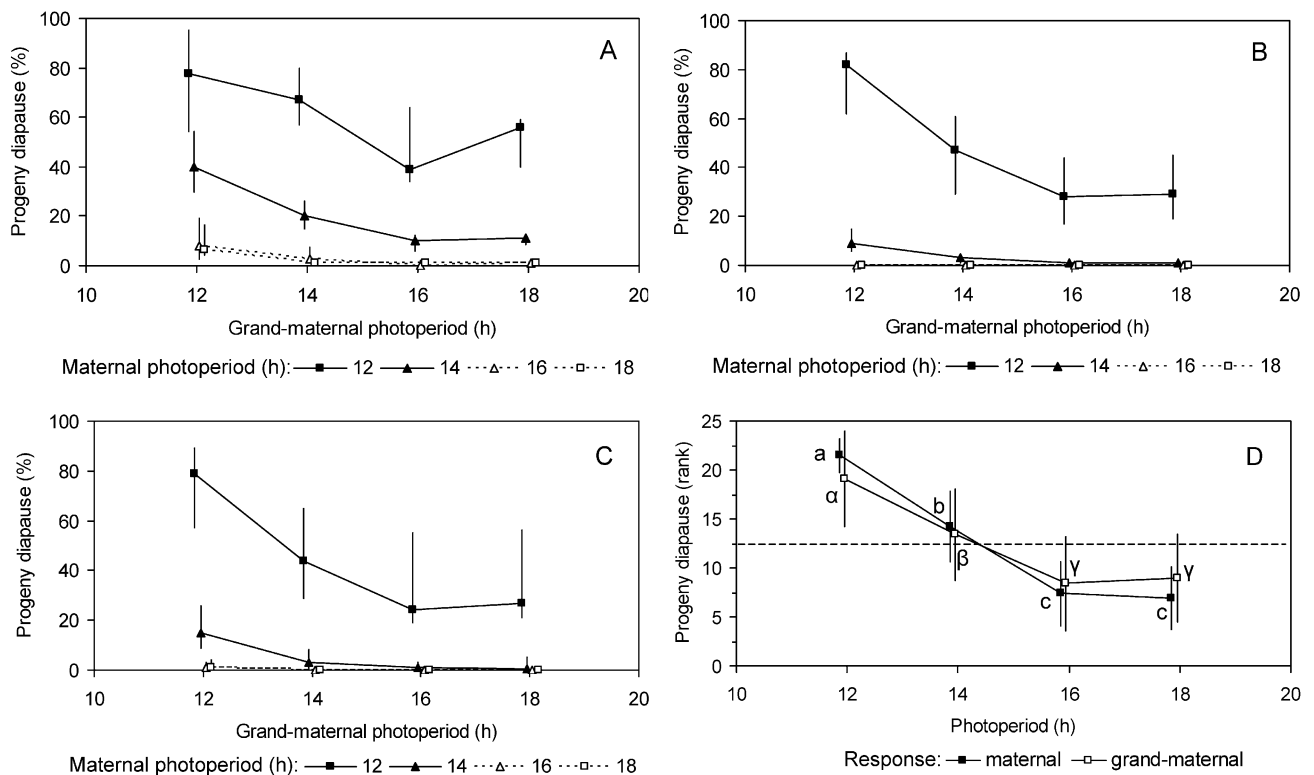 A
Progeny diapause (%)
100
80
60
40
20
0
10 12 14 16 18 20
Grand-maternal photoperiod (h)
Maternal photoperiod (h): 12 14 16 18
B
Progeny diapause (%)
100
80
60
40
20
0
10 12 14 16 18 20
Grand-maternal photoperiod (h)
Maternal photoperiod (h): 12 14 16 18
C
Progeny diapause (%)
100
80
60
40
20
0
10 12 14 16 18 20
Grand-maternal photoperiod (h)
Maternal photoperiod (h): 12 14 16 18
D
Progeny diapause (rank)
25
20
15
10
5
0
a
α
b
β
γ
c
γ
c
10 12 14 16 18 20
Photoperiod (h)
Response: maternal grand-maternal